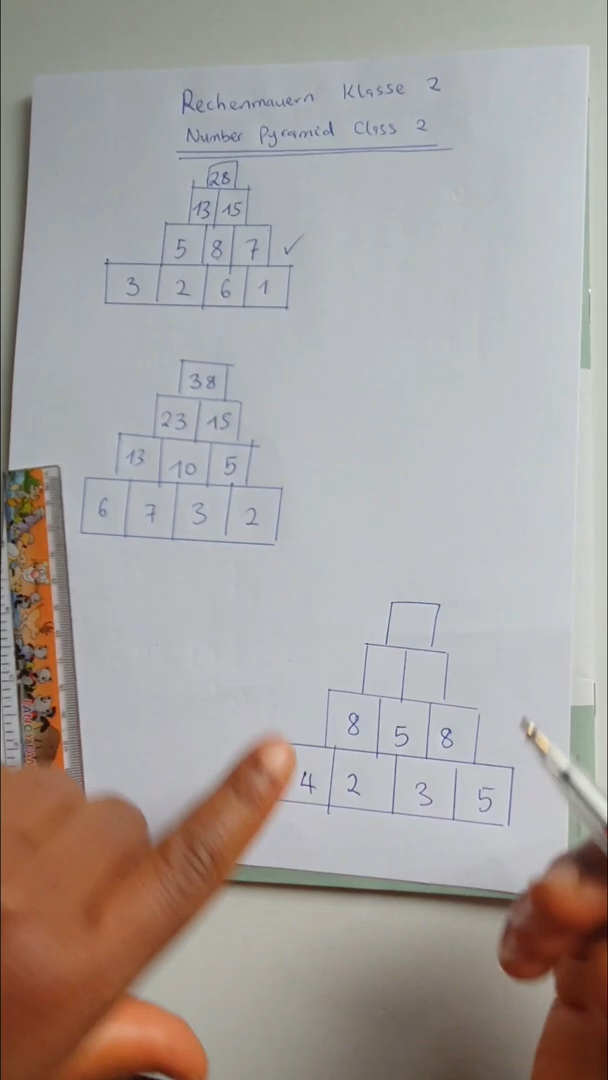 Rechenmauern Klasse 2
Number Pyramid Class 2
28
13 15
5 8 7 ✓
3 2 6 1
38
23 15
13 10 5
6 7 3 2
8 5 8
4 2 3 5